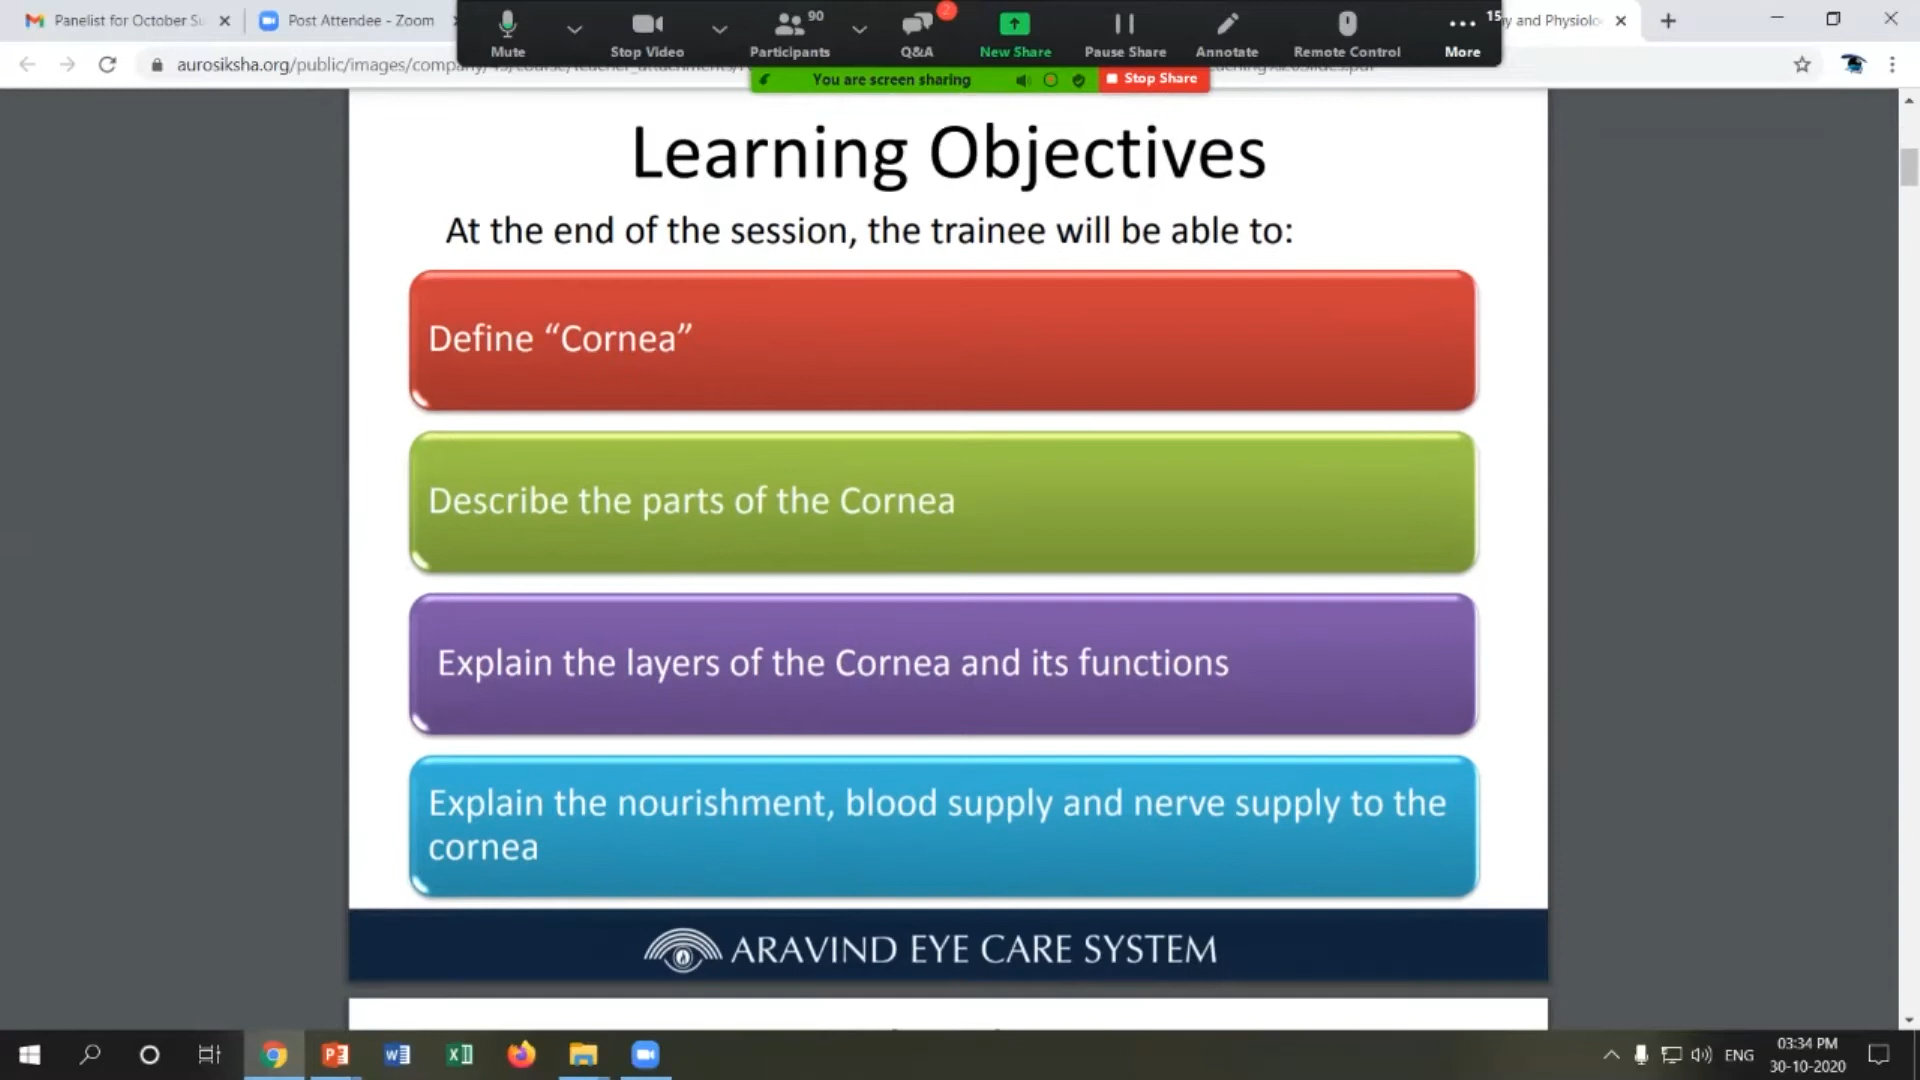 Panelist for October Su
Post Attendee - Zoom
90
2
15
y and Physiolo
Mute
Stop Video
Participants
Q&A
New Share
Pause Share
Annotate
Remote Control
More
aurosiksha.org/public/images/company/
You are screen sharing
Stop Share
Learning Objectives
At the end of the session, the trainee will be able to:
Define “Cornea”
Describe the parts of the Cornea
Explain the layers of the Cornea and its functions
Explain the nourishment, blood supply and nerve supply to the
cornea
ARAVIND EYE CARE SYSTEM
ENG
03:34 PM
30-10-2020